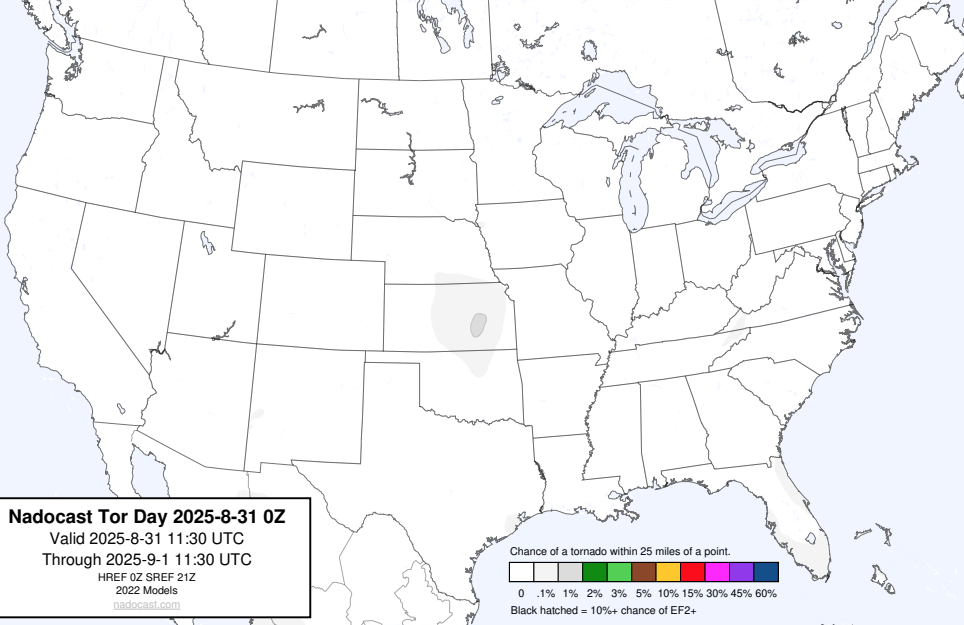 Nadocast Tor Day 2025-8-31 0Z
Valid 2025-8-31 11:30 UTC
Through 2025-9-1 11:30 UTC
HREF 0Z SREF 21Z
2022 Models
nadocast.com
Chance of a tornado within 25 miles of a point.
0 .1% 1% 2% 3% 5% 10% 15% 30% 45% 60%
Black hatched = 10%+ chance of EF2+